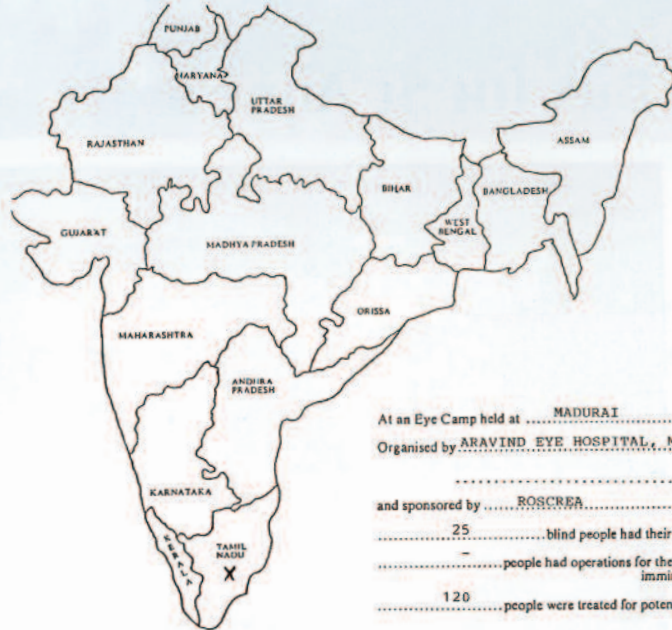 PUNJAB
HARYANA
UTTAR
PRADESH
RAJASTHAN
ASSAM
BIHAR
BANGLADESH
WEST
BENGAL
GUJARAT
MADHYA PRADESH
ORISSA
MAHARASHTRA
ANDHRA
PRADESH
KARNATAKA
KERALA
TAMIL
NADU
X
At an Eye Camp held at MADURAI
Organised by ARAVIND EYE HOSPITAL,
and sponsored by ROSCREA
25 blind people had their
– people had operations for the
immi
120 people were treated for poten